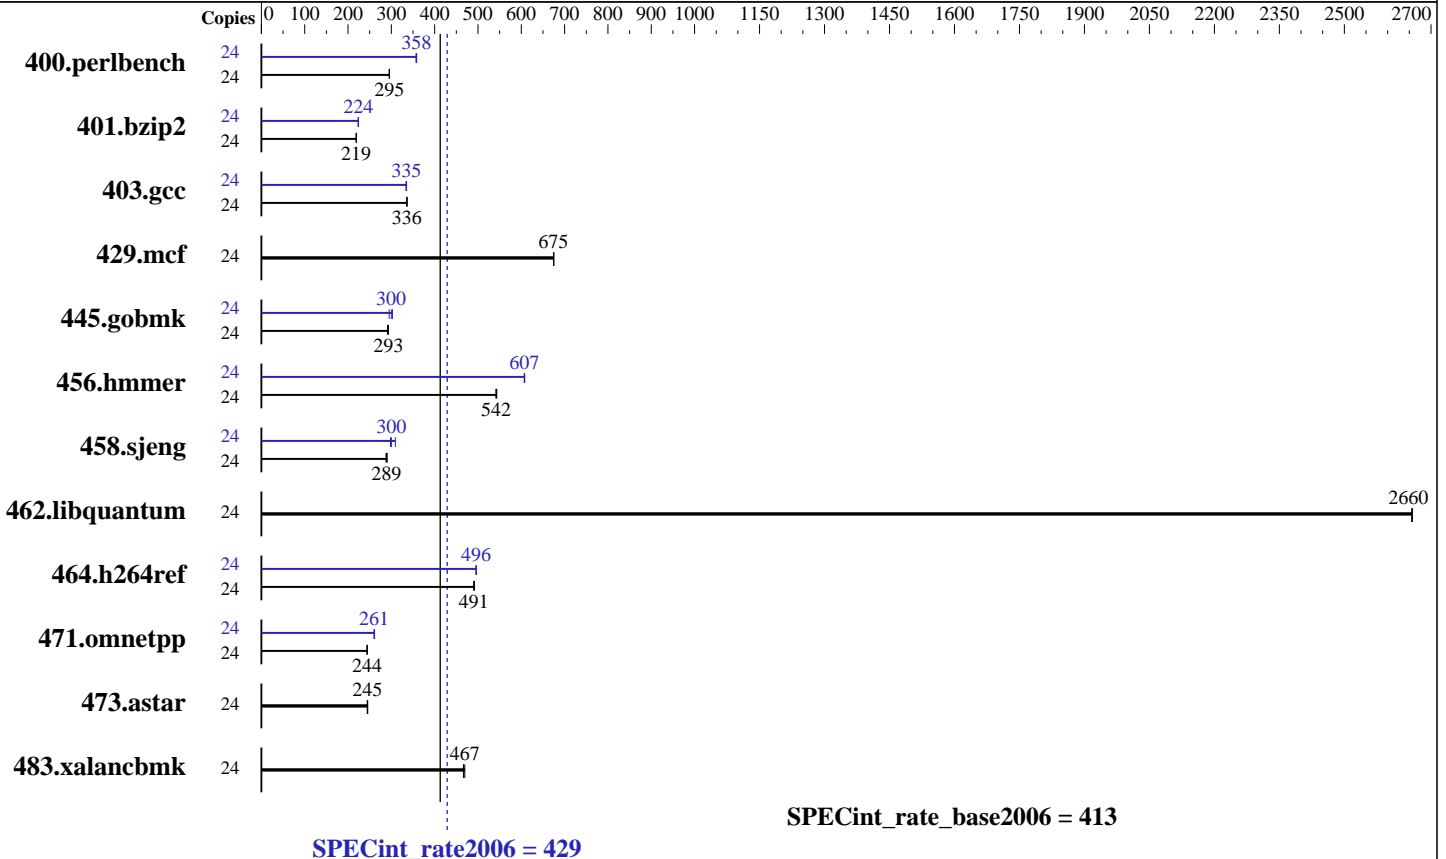 Copies 0 100 200 300 400 500 600 700 800 900 1000 1150 1300 1450 1600 1750 1900 2050 2200 2350 2500 2700
400.perlbench 24 358
24 295
401.bzip2 24 224
24 219
403.gcc 24 335
24 336
429.mcf 24 675
445.gobmk 24 300
24 293
456.hmmer 24 607
24 542
458.sjeng 24 300
24 289
462.libquantum 24 2660
464.h264ref 24 496
24 491
471.omnetpp 24 261
24 244
473.astar 24 245
483.xalancbmk 24 467
SPECint_rate_base2006 = 413
SPECint_rate2006 = 429